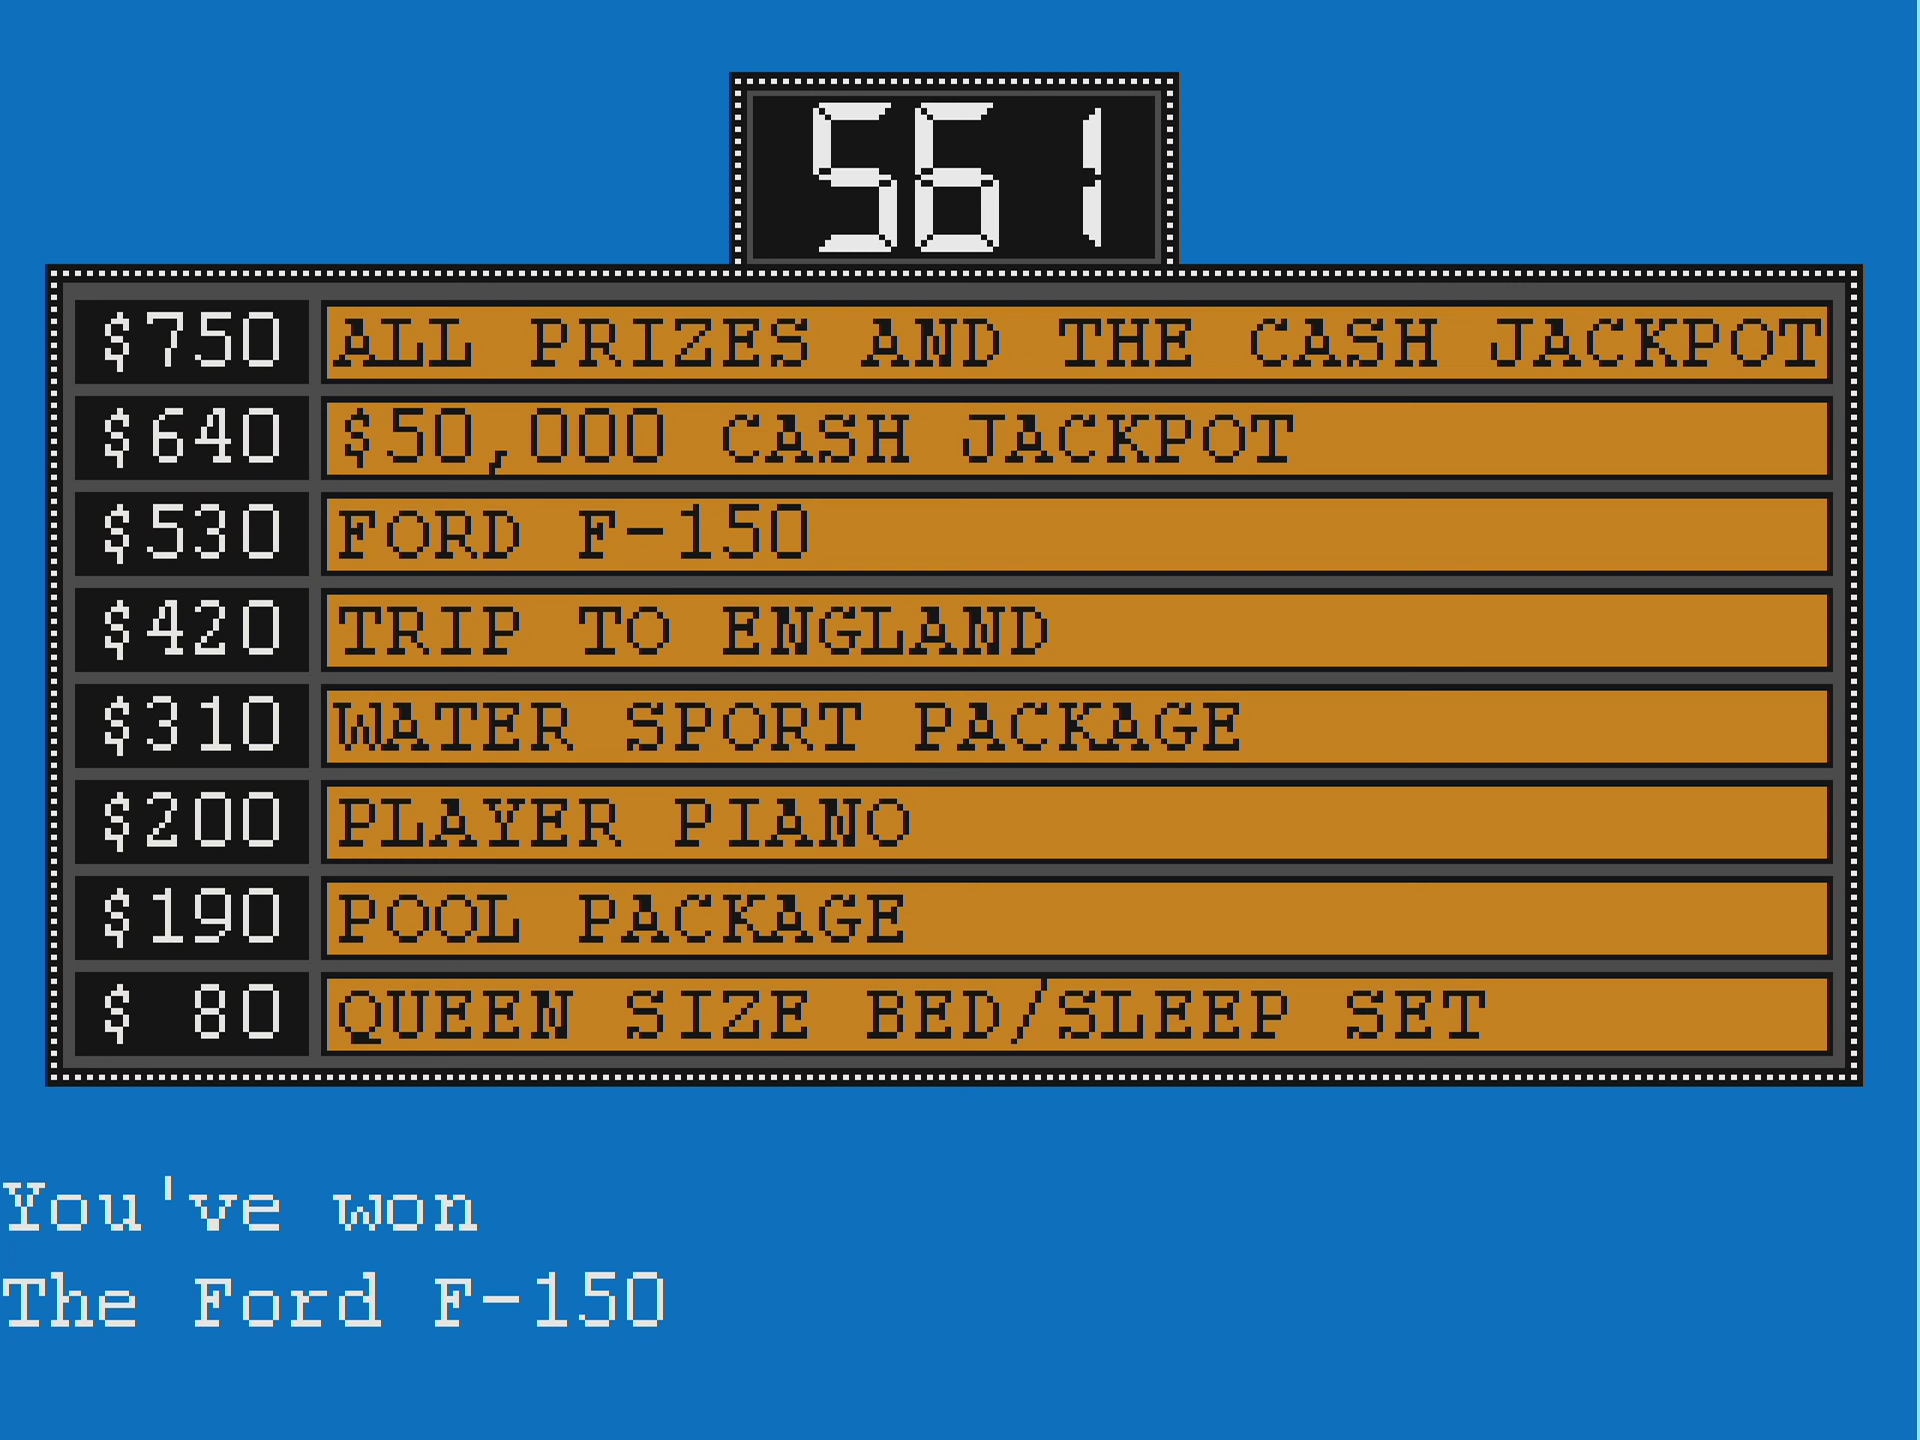 561
$750 ALL PRIZES AND THE CASH JACKPOT
$640 $50,000 CASH JACKPOT
$530 FORD F-150
$420 TRIP TO ENGLAND
$310 WATER SPORT PACKAGE
$200 PLAYER PIANO
$190 POOL PACKAGE
$ 80 QUEEN SIZE BED/SLEEP SET
You've won
The Ford F-150